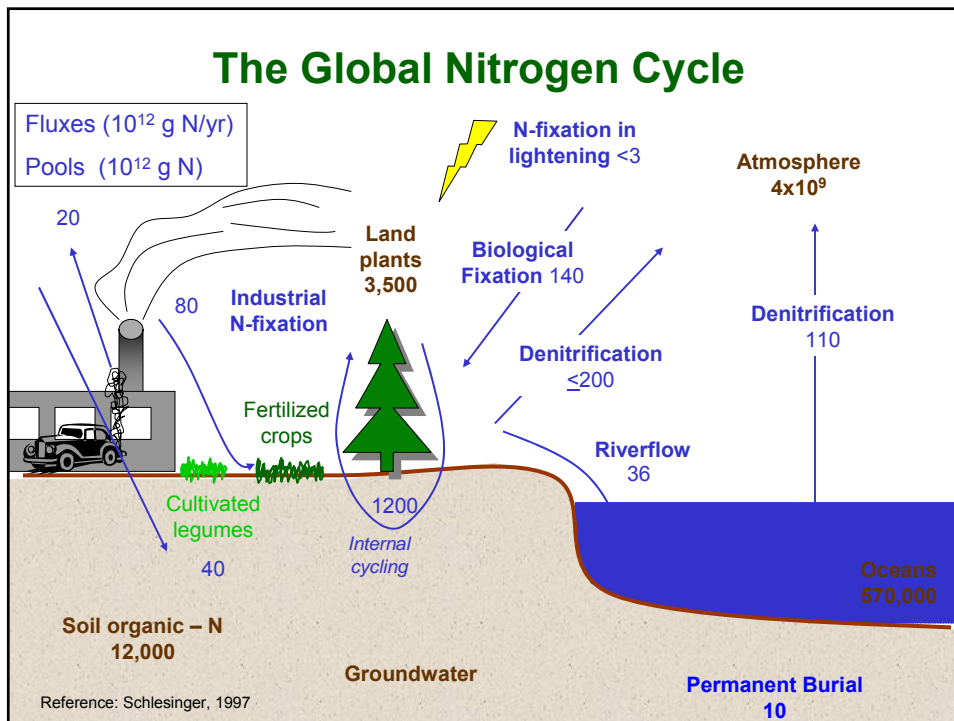 The Global Nitrogen Cycle
Fluxes (10¹² g N/yr)
Pools (10¹² g N)
N-fixation in
lightening <3
Atmosphere
4x10⁹
20
Land
plants
3,500
Biological
Fixation 140
80
Industrial
N-fixation
Denitrification
110
Denitrification
≤200
Fertilized
crops
Riverflow
36
Cultivated
legumes
1200
Internal
cycling
40
Oceans
570,000
Soil organic – N
12,000
Groundwater
Permanent Burial
10
Reference: Schlesinger, 1997